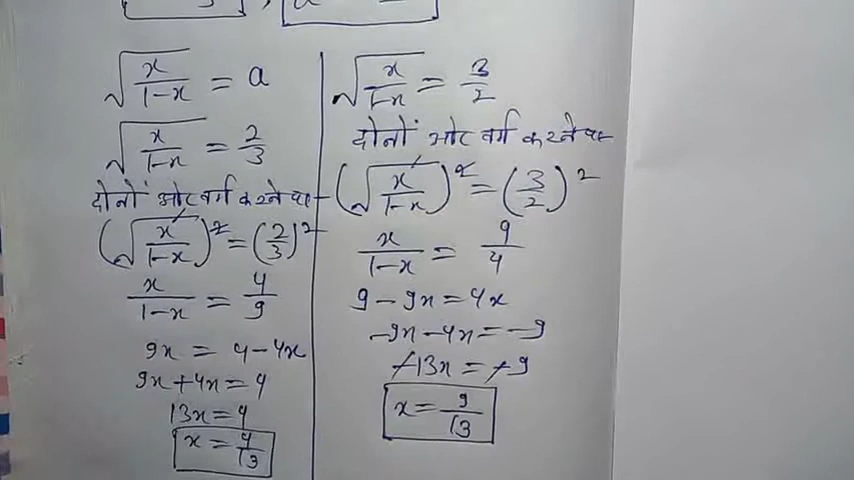 √(x/(1-x)) = a
√(x/(1-x)) = 2/3
दोनों ओर वर्ग करने पर
(√(x/(1-x)))² = (2/3)²
x/(1-x) = 4/9
9x = 4-4x
9x+4x=4
13x=4
x = 4/13
√(x/(1-x)) = 3/2
दोनों ओर वर्ग करने पर
(√(x/(1-x)))² = (3/2)²
x/(1-x) = 9/4
9-9x=4x
-9x-4x=-9
-13x=-9
x = 9/13